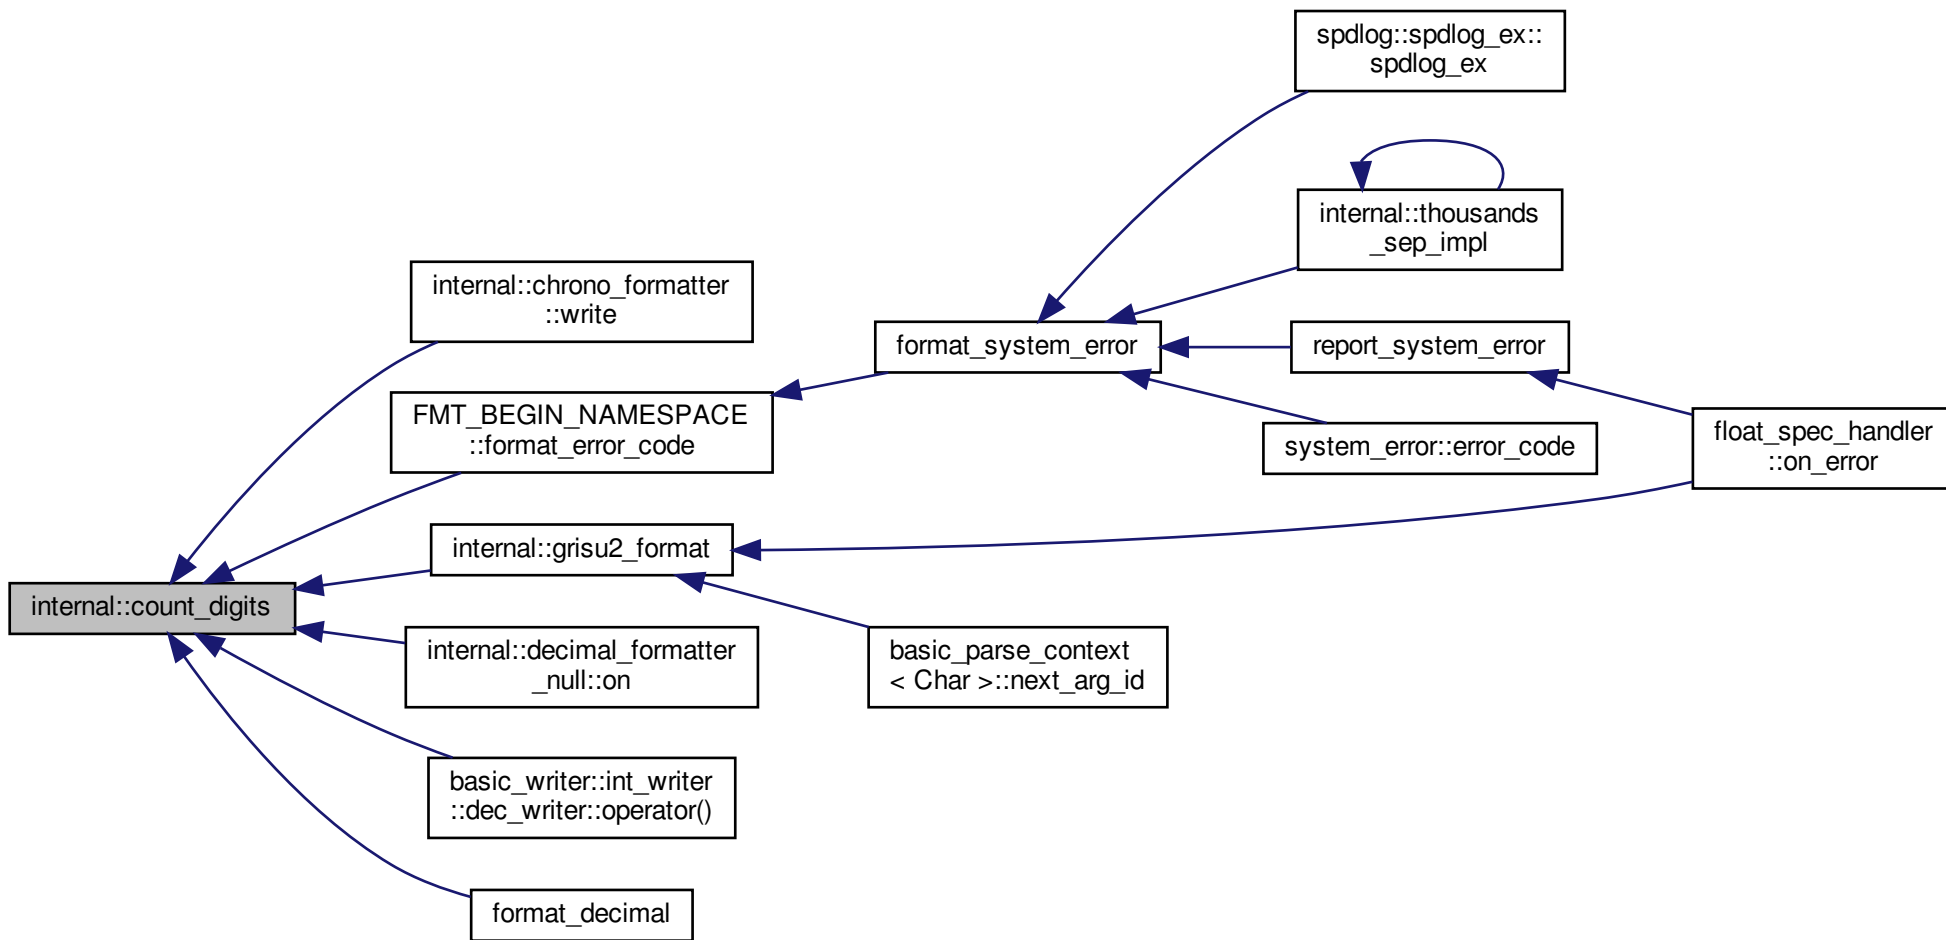 spdlog::spdlog_ex::
spdlog_ex
internal::thousands
_sep_impl
internal::chrono_formatter
::write
format_system_error
report_system_error
FMT_BEGIN_NAMESPACE
::format_error_code
system_error::error_code
float_spec_handler
::on_error
internal::grisu2_format
internal::count_digits
internal::decimal_formatter
_null::on
basic_parse_context
< Char >::next_arg_id
basic_writer::int_writer
::dec_writer::operator()
format_decimal